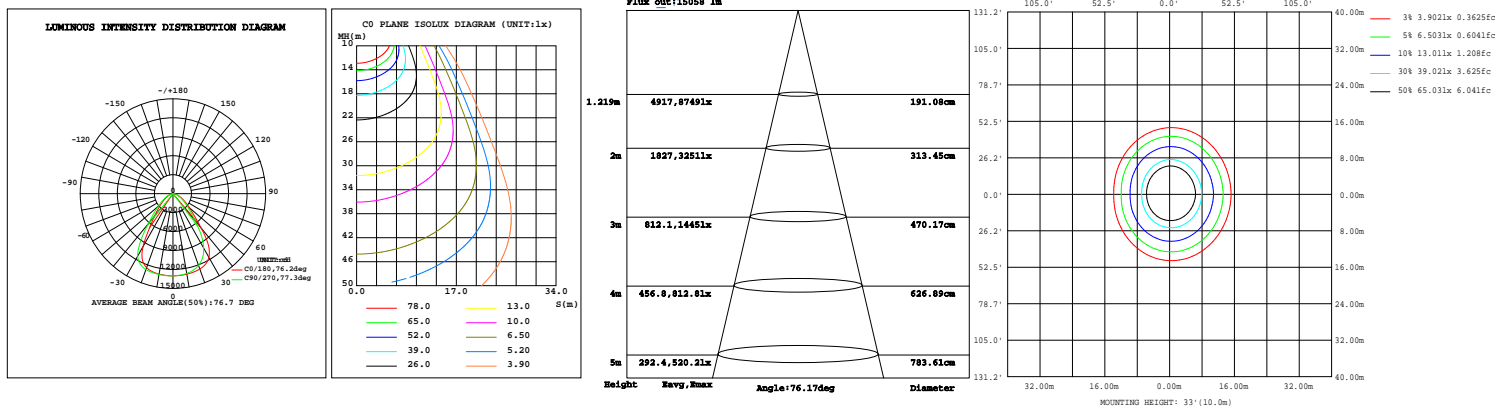 LUMINOUS INTENSITY DISTRIBUTION DIAGRAM
-/+180
-150
150
-120
120
-90
90
-60
60
-30
30
0
0
3000
6000
9000
12000
15000
UNIT:cd
C0/180,76.2deg
C90/270,77.3deg
AVERAGE BEAM ANGLE(50%):76.7 DEG
C0 PLANE ISOLUX DIAGRAM (UNIT:lx)
MH(m)
10
14
18
22
26
30
34
38
42
46
50
0.0
17.0
34.0
S(m)
78.0
13.0
65.0
10.0
52.0
6.50
39.0
5.20
26.0
3.90
Flux out:15058 lm
1.219m
4917,8749lx
191.08cm
2m
1827,3251lx
313.45cm
3m
812.1,1445lx
470.17cm
4m
456.8,812.8lx
626.89cm
5m
292.4,520.2lx
783.61cm
Height
Eavg,Emax
Angle:76.17deg
Diameter
105.0'
52.5'
0.0'
52.5'
105.0'
131.2'
40.00m
105.0'
32.00m
78.7'
24.00m
52.5'
16.00m
26.2'
8.00m
0.0'
0.00m
26.2'
8.00m
52.5'
16.00m
78.7'
24.00m
105.0'
32.00m
131.2'
40.00m
32.00m
16.00m
0.00m
16.00m
32.00m
MOUNTING HEIGHT: 33'(10.0m)
3% 3.902lx 0.3625fc
5% 6.503lx 0.6041fc
10% 13.01lx 1.208fc
30% 39.02lx 3.625fc
50% 65.03lx 6.041fc